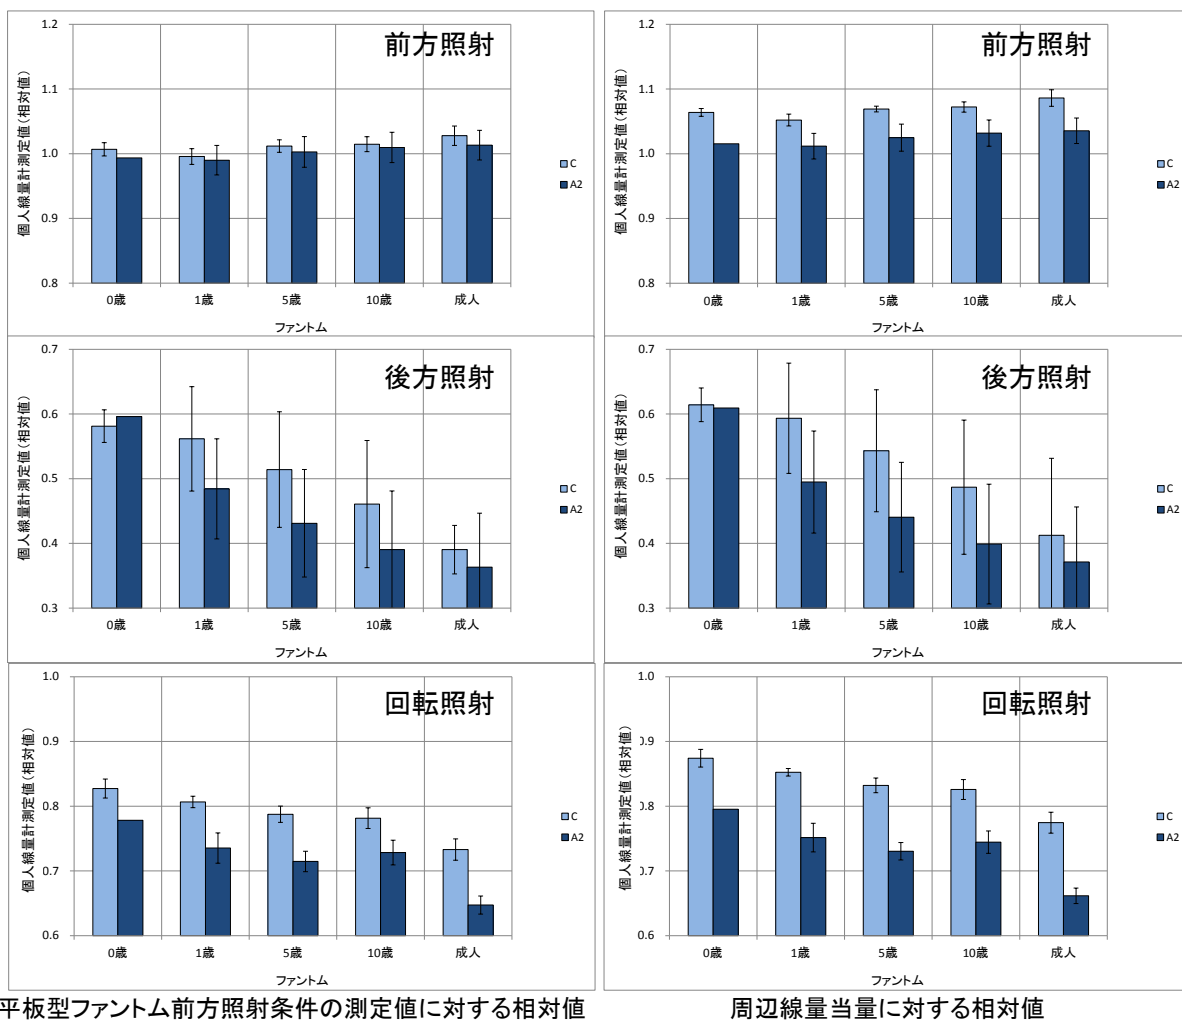 前方照射
個人線量計測定値(相対値)
1.2
1.1
1.0
0.9
0.8
0歳 1歳 5歳 10歳 成人
ファントム
C
A2
前方照射
個人線量計測定値(相対値)
1.2
1.1
1.0
0.9
0.8
0歳 1歳 5歳 10歳 成人
ファントム
C
A2
後方照射
個人線量計測定値(相対値)
0.7
0.6
0.5
0.4
0.3
0歳 1歳 5歳 10歳 成人
ファントム
C
A2
後方照射
個人線量計測定値(相対値)
0.7
0.6
0.5
0.4
0.3
0歳 1歳 5歳 10歳 成人
ファントム
C
A2
回転照射
個人線量計測定値(相対値)
1.0
0.9
0.8
0.7
0.6
0歳 1歳 5歳 10歳 成人
ファントム
C
A2
回転照射
個人線量計測定値(相対値)
1.0
0.9
0.8
0.7
0.6
0歳 1歳 5歳 10歳 成人
ファントム
C
A2
平板型ファントム前方照射条件の測定値に対する相対値
周辺線量当量に対する相対値